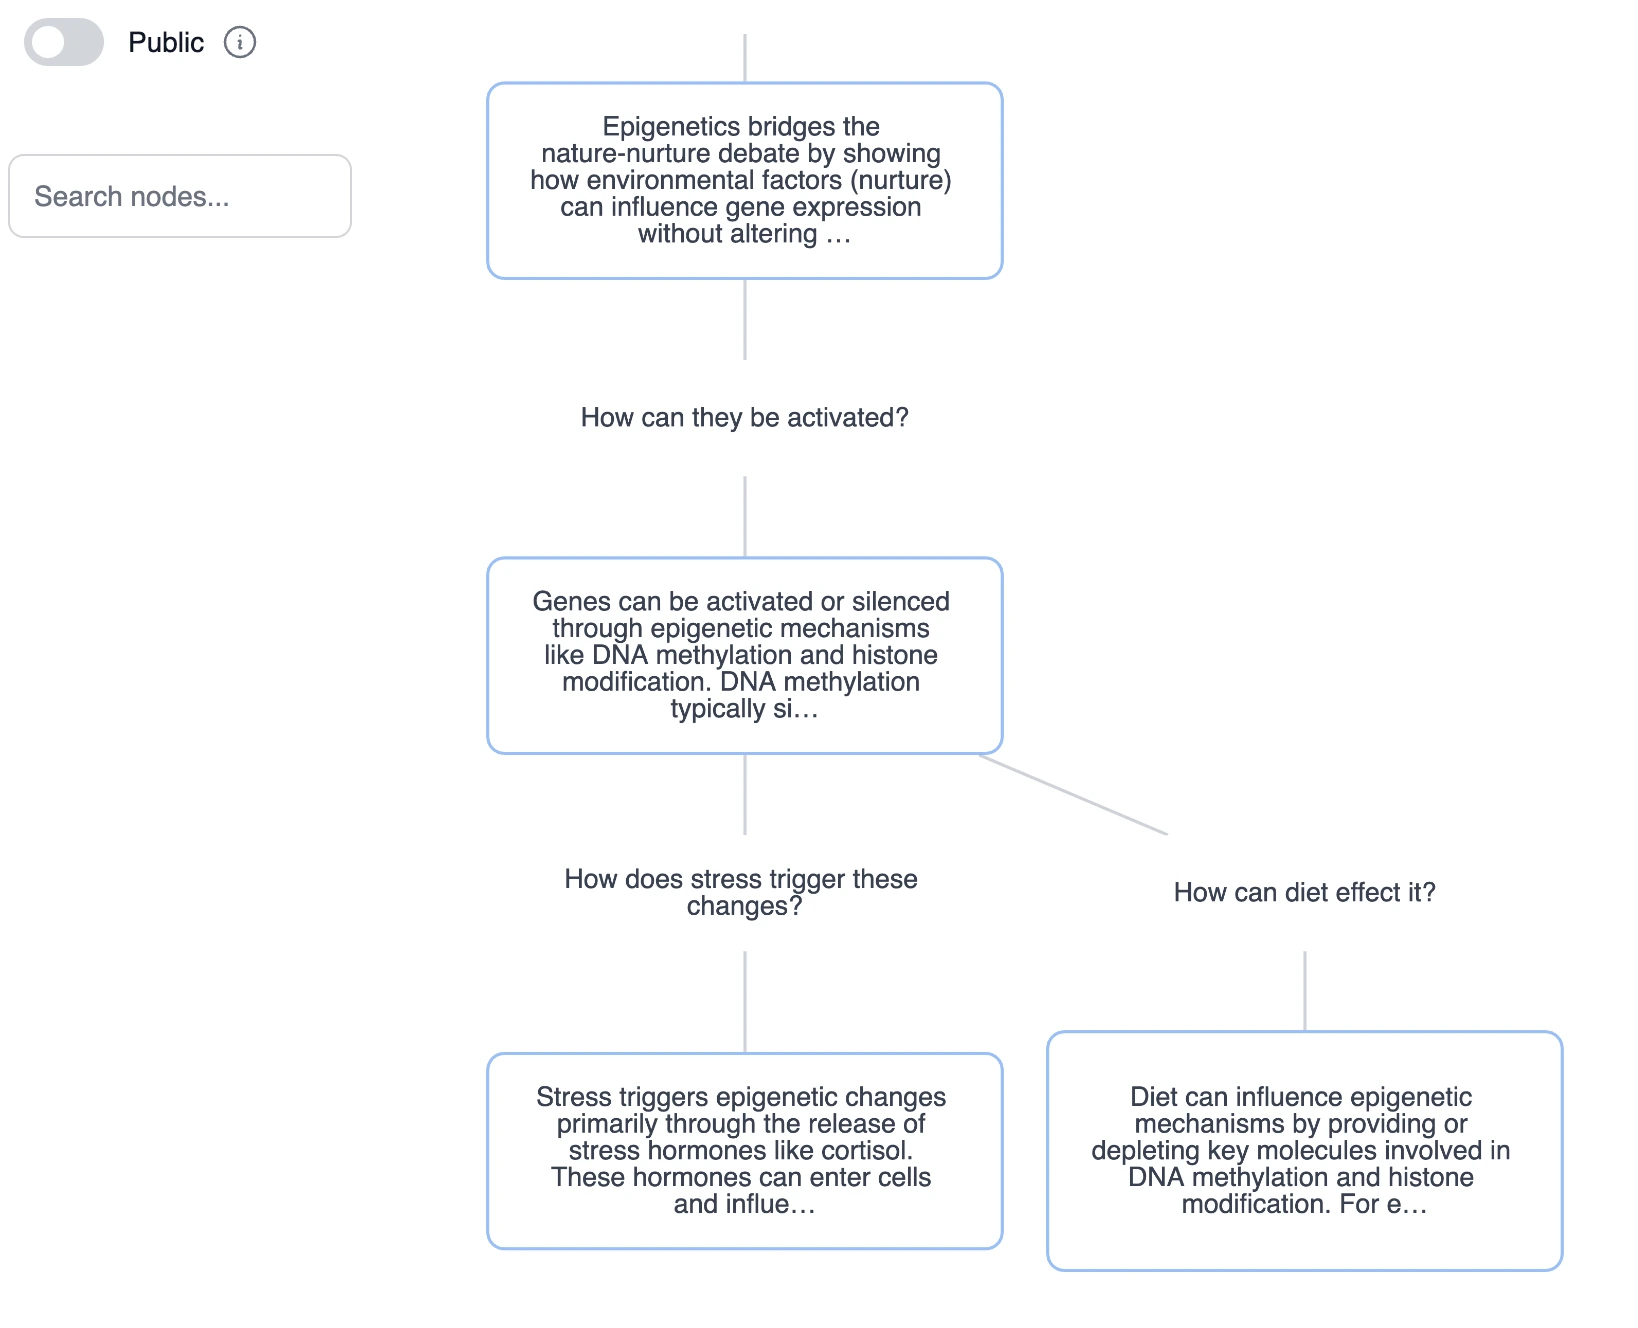 Public
Search nodes...
Epigenetics bridges the
nature-nurture debate by showing
how environmental factors (nurture)
can influence gene expression
without altering …
How can they be activated?
Genes can be activated or silenced
through epigenetic mechanisms
like DNA methylation and histone
modification. DNA methylation
typically si…
How does stress trigger these
changes?
How can diet effect it?
Stress triggers epigenetic changes
primarily through the release of
stress hormones like cortisol.
These hormones can enter cells
and influe…
Diet can influence epigenetic
mechanisms by providing or
depleting key molecules involved in
DNA methylation and histone
modification. For e…